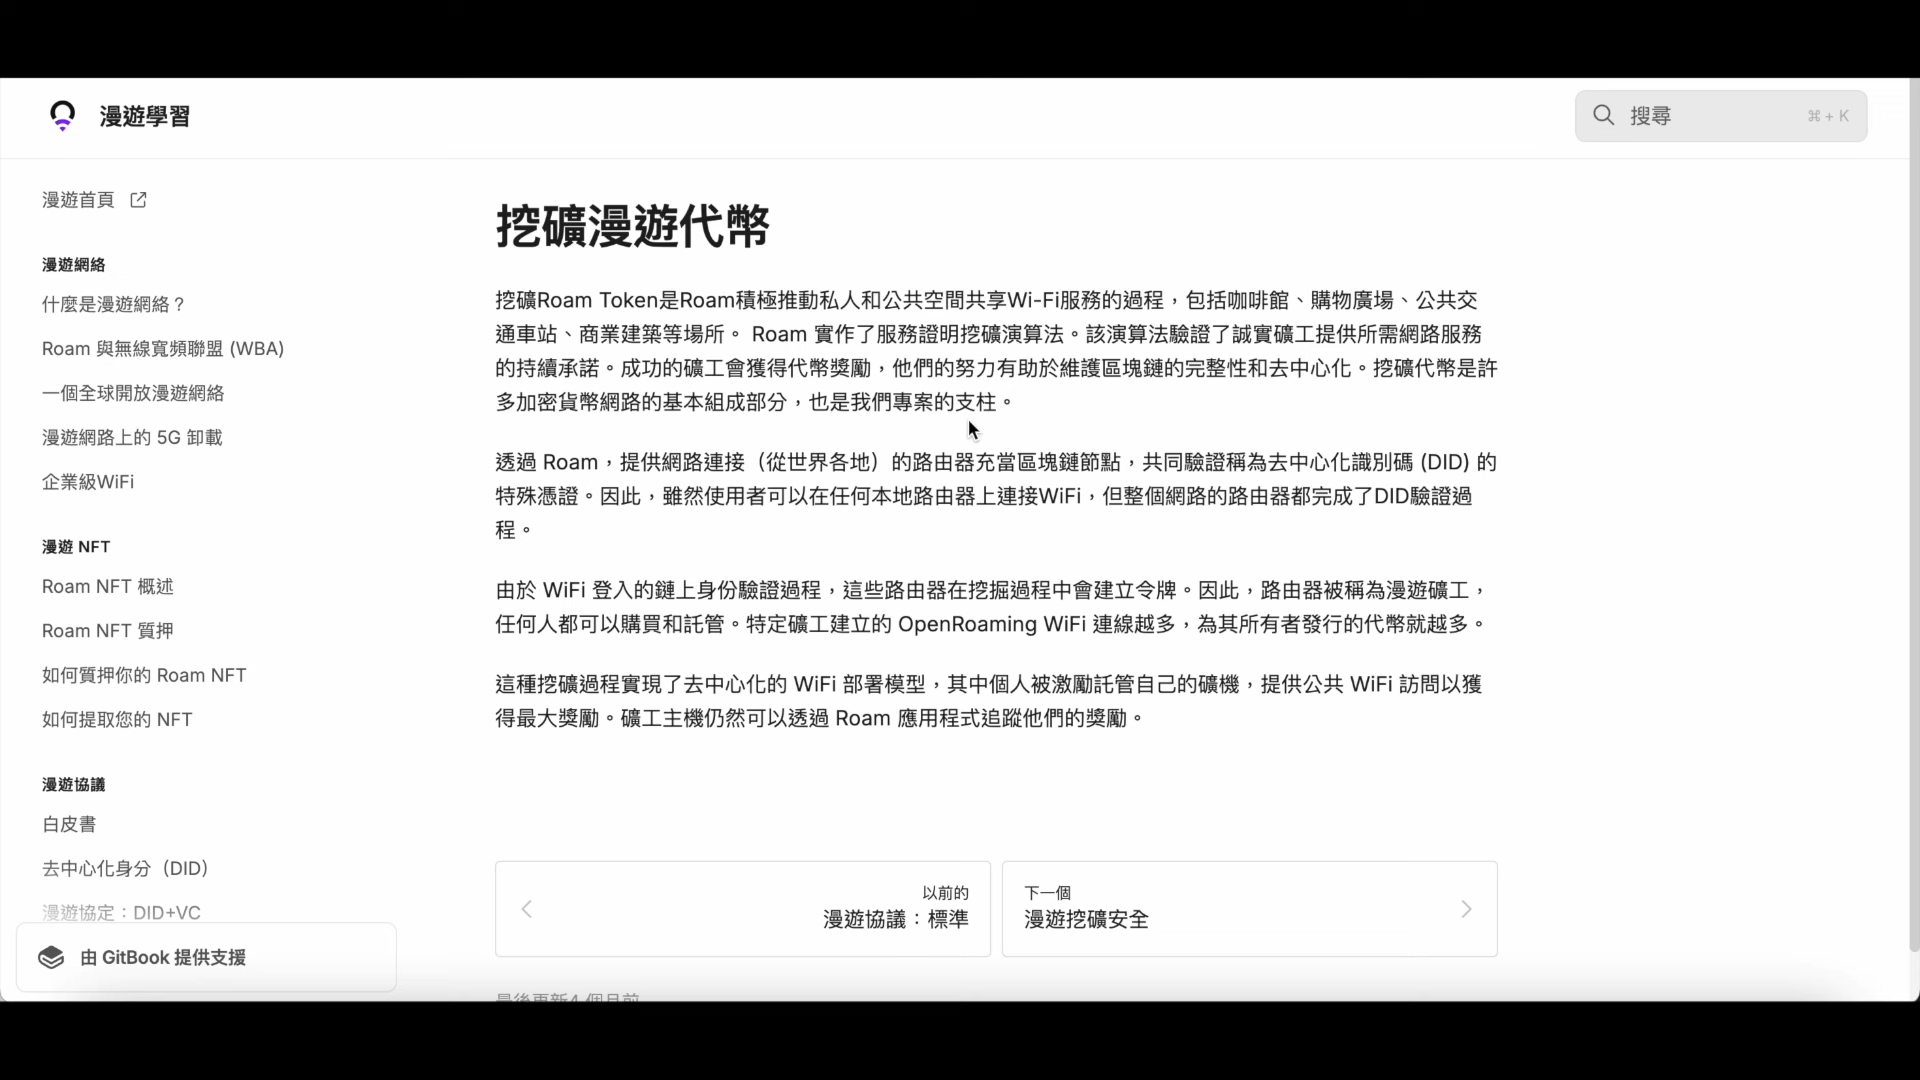 漫遊學習
搜尋
⌘ + K
漫遊首頁
漫遊網絡
什麼是漫遊網絡？
Roam 與無線寬頻聯盟 (WBA)
一個全球開放漫遊網絡
漫遊網路上的 5G 卸載
企業級WiFi
漫遊 NFT
Roam NFT 概述
Roam NFT 質押
如何質押你的 Roam NFT
如何提取您的 NFT
漫遊協議
白皮書
去中心化身分（DID）
漫遊協定：DID+VC
由 GitBook 提供支援
挖礦漫遊代幣
挖礦Roam Token是Roam積極推動私人和公共空間共享Wi-Fi服務的過程，包括咖啡館、購物廣場、公共交
通車站、商業建築等場所。 Roam 實作了服務證明挖礦演算法。該演算法驗證了誠實礦工提供所需網路服務
的持續承諾。成功的礦工會獲得代幣獎勵，他們的努力有助於維護區塊鏈的完整性和去中心化。挖礦代幣是許
多加密貨幣網路的基本組成部分，也是我們專案的支柱。
透過 Roam，提供網路連接（從世界各地）的路由器充當區塊鏈節點，共同驗證稱為去中心化識別碼 (DID) 的
特殊憑證。因此，雖然使用者可以在任何本地路由器上連接WiFi，但整個網路的路由器都完成了DID驗證過
程。
由於 WiFi 登入的鏈上身份驗證過程，這些路由器在挖掘過程中會建立令牌。因此，路由器被稱為漫遊礦工，
任何人都可以購買和託管。特定礦工建立的 OpenRoaming WiFi 連線越多，為其所有者發行的代幣就越多。
這種挖礦過程實現了去中心化的 WiFi 部署模型，其中個人被激勵託管自己的礦機，提供公共 WiFi 訪問以獲
得最大獎勵。礦工主機仍然可以透過 Roam 應用程式追蹤他們的獎勵。
以前的
漫遊協議：標準
下一個
漫遊挖礦安全
最後更新4 個月前